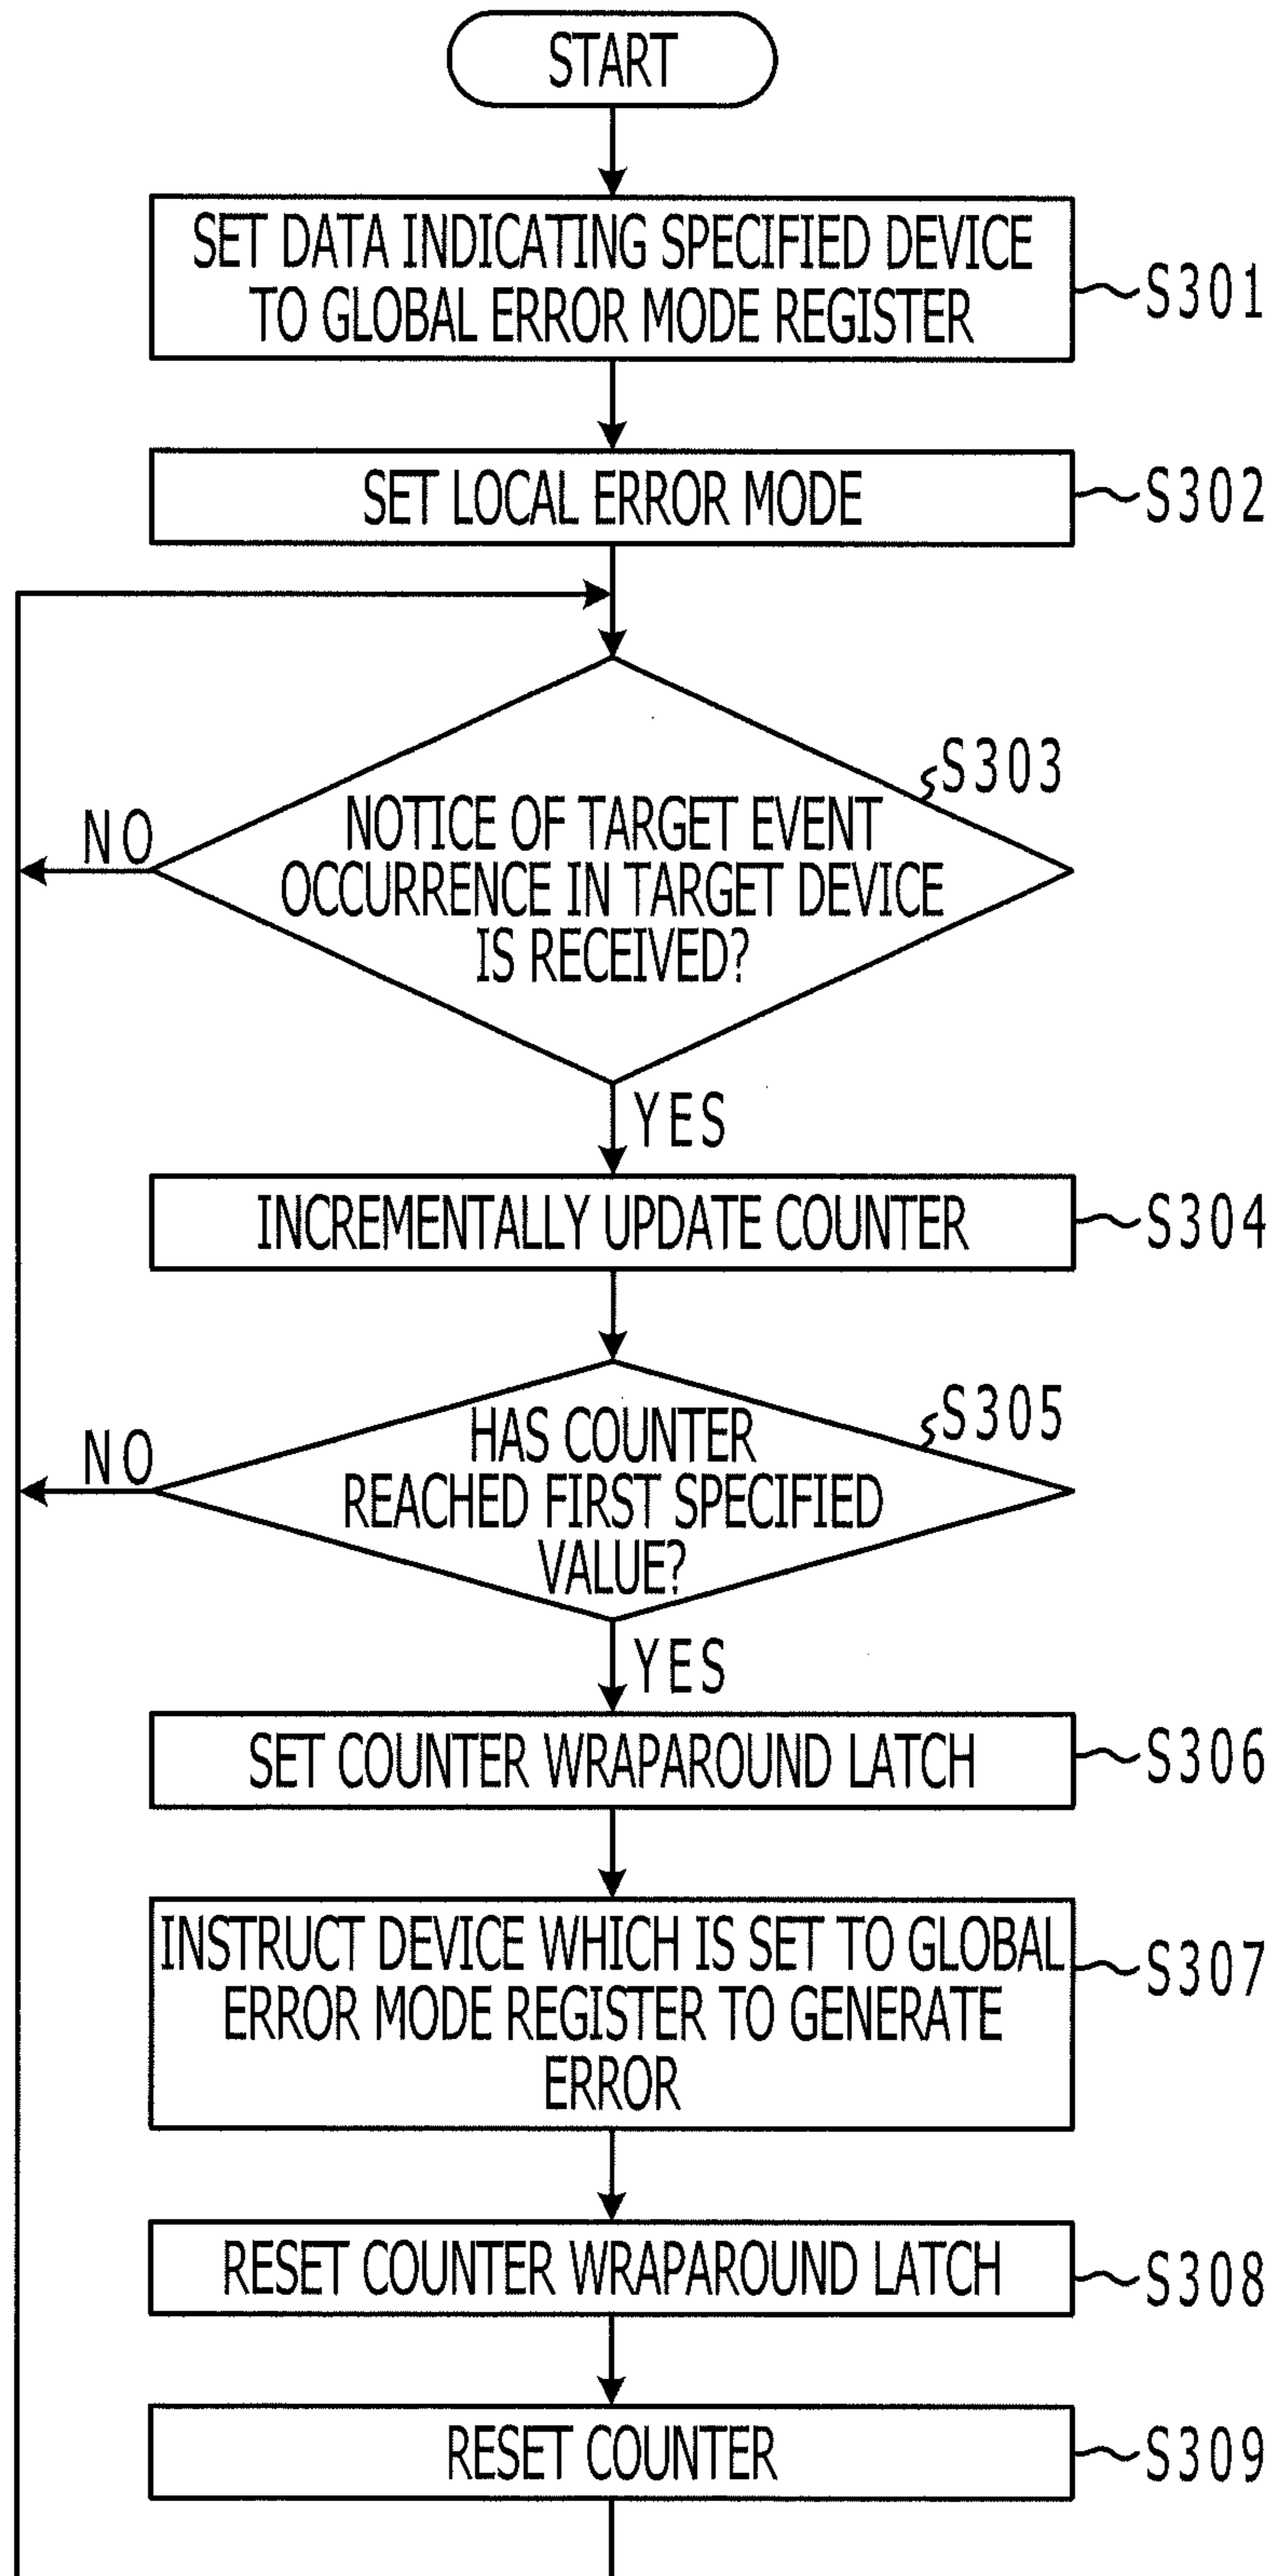 START
SET DATA INDICATING SPECIFIED DEVICE
TO GLOBAL ERROR MODE REGISTER
S301
SET LOCAL ERROR MODE
S302
S303
NO
NOTICE OF TARGET EVENT
OCCURRENCE IN TARGET DEVICE
IS RECEIVED?
YES
INCREMENTALLY UPDATE COUNTER
S304
S305
NO
HAS COUNTER
REACHED FIRST SPECIFIED
VALUE?
YES
SET COUNTER WRAPAROUND LATCH
S306
INSTRUCT DEVICE WHICH IS SET TO GLOBAL
ERROR MODE REGISTER TO GENERATE
ERROR
S307
RESET COUNTER WRAPAROUND LATCH
S308
RESET COUNTER
S309